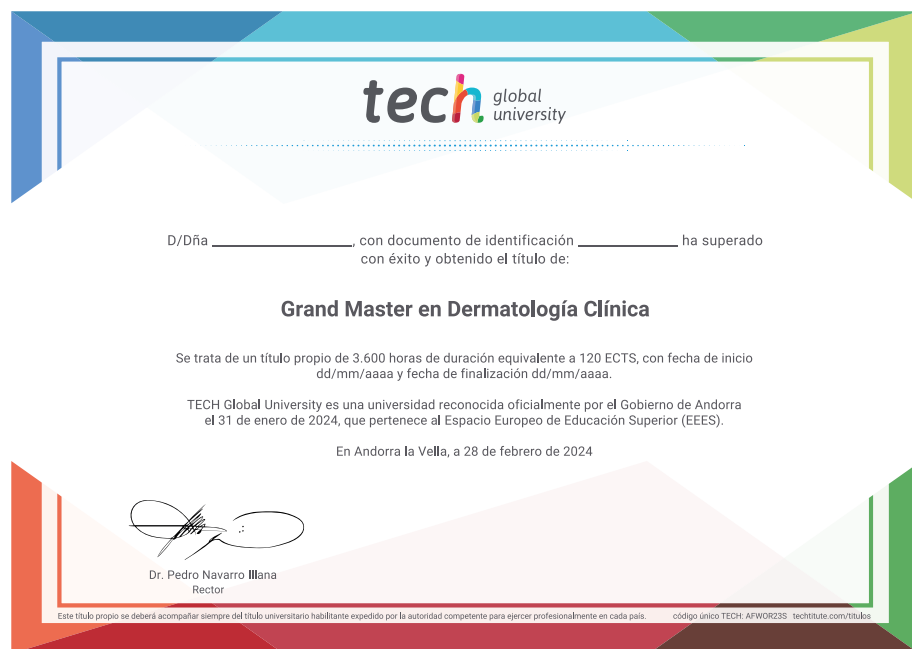 tech global
university
D/Dña ____________________, con documento de identificación ______________ ha superado
con éxito y obtenido el título de:
Grand Master en Dermatología Clínica
Se trata de un título propio de 3.600 horas de duración equivalente a 120 ECTS, con fecha de inicio
dd/mm/aaaa y fecha de finalización dd/mm/aaaa.
TECH Global University es una universidad reconocida oficialmente por el Gobierno de Andorra
el 31 de enero de 2024, que pertenece al Espacio Europeo de Educación Superior (EEES).
En Andorra la Vella, a 28 de febrero de 2024
Dr. Pedro Navarro Illana
Rector
Este título propio se deberá acompañar siempre del título universitario habilitante expedido por la autoridad competente para ejercer profesionalmente en cada país. código único TECH: AFWOR23S techtitute.com/titulos